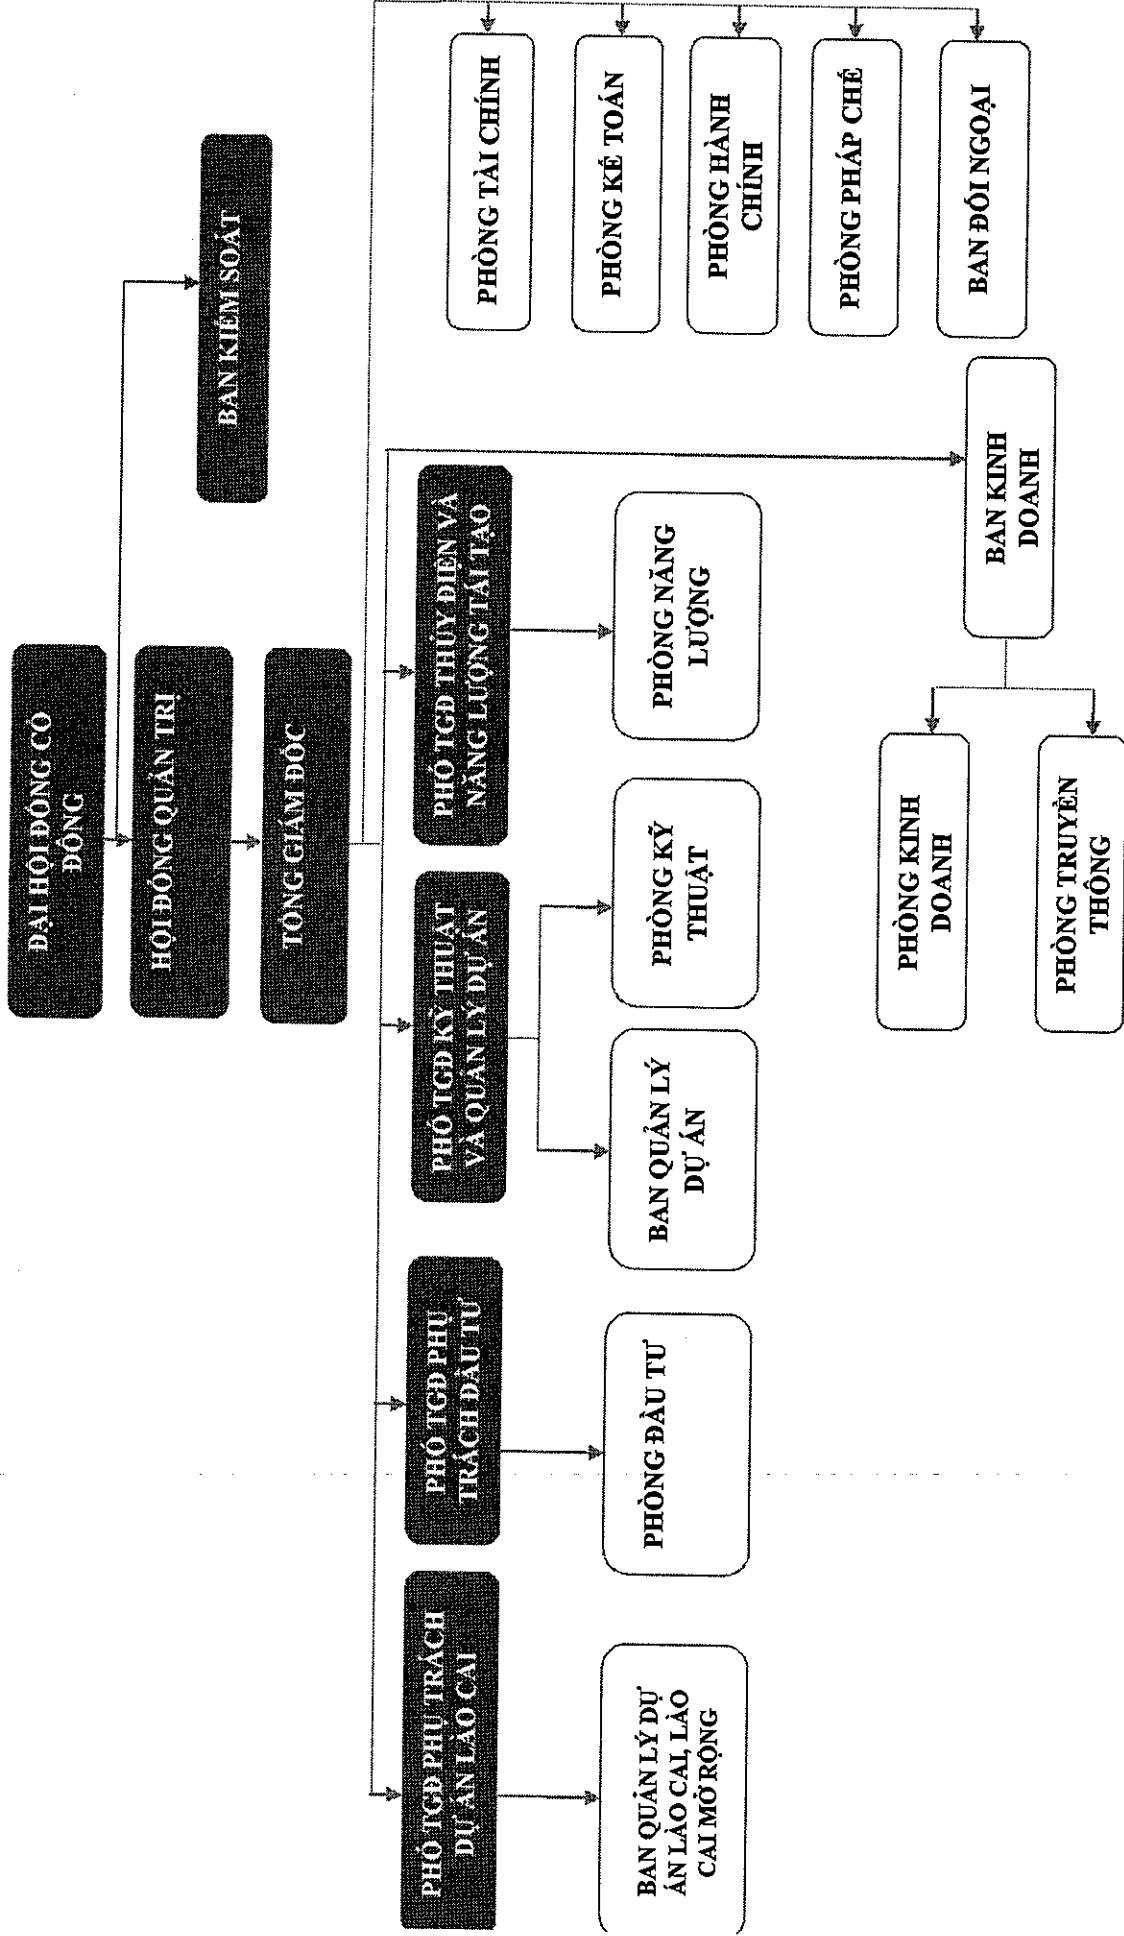 ĐẠI HỘI ĐỒNG CỔ
ĐÔNG
HỘI ĐỒNG QUẢN TRỊ
BAN KIỂM SOÁT
TỔNG GIÁM ĐỐC
PHÓ TGĐ PHỤ TRÁCH
DỰ ÁN LÀO CAI
PHÓ TGĐ PHỤ
TRÁCH ĐẦU TƯ
PHÓ TGĐ KỸ THUẬT
VÀ QUẢN LÝ DỰ ÁN
PHÓ TGĐ THỦY ĐIỆN VÀ
NĂNG LƯỢNG TÁI TẠO
PHÒNG TÀI CHÍNH
PHÒNG KẾ TOÁN
PHÒNG HÀNH
CHÍNH
PHÒNG PHÁP CHẾ
BAN ĐỐI NGOẠI
BAN QUẢN LÝ DỰ
ÁN LÀO CAI, LÀO
CAI MỞ RỘNG
PHÒNG ĐẦU TƯ
BAN QUẢN LÝ
DỰ ÁN
PHÒNG KỸ
THUẬT
PHÒNG NĂNG
LƯỢNG
BAN KINH
DOANH
PHÒNG KINH
DOANH
PHÒNG TRUYỀN
THÔNG